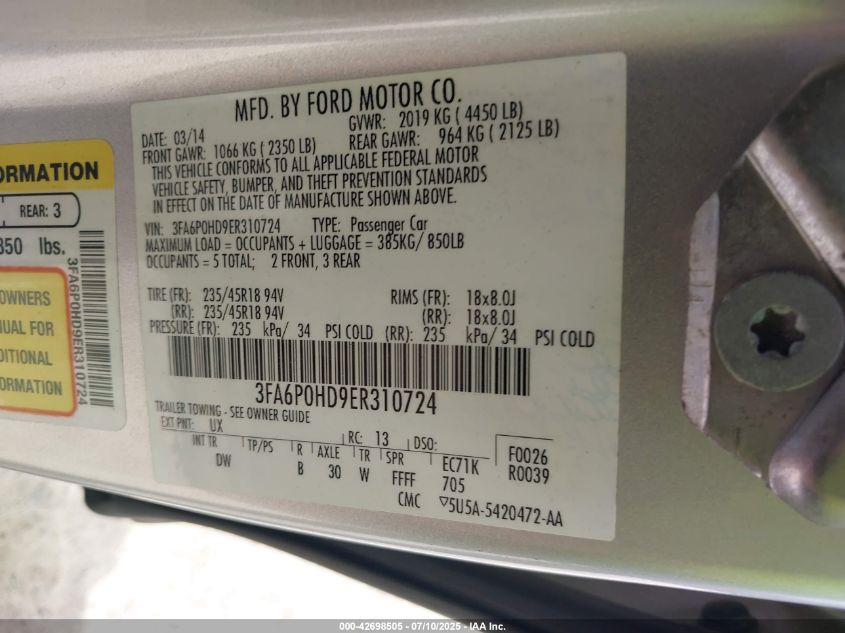 MFD. BY FORD MOTOR CO.
DATE: 03/14 GVWR: 2019 KG ( 4450 LB)
FRONT GAWR: 1066 KG ( 2350 LB) REAR GAWR: 964 KG ( 2125 LB)
THIS VEHICLE CONFORMS TO ALL APPLICABLE FEDERAL MOTOR
VEHICLE SAFETY, BUMPER, AND THEFT PREVENTION STANDARDS
IN EFFECT ON THE DATE OF MANUFACTURE SHOWN ABOVE.
VIN: 3FA6P0HD9ER310724 TYPE: Passenger Car
MAXIMUM LOAD = OCCUPANTS + LUGGAGE = 385KG/ 850LB
OCCUPANTS = 5 TOTAL; 2 FRONT, 3 REAR
TIRE (FR): 235/45R18 94V RIMS (FR): 18x8.0J
(RR): 235/45R18 94V (RR): 18x8.0J
PRESSURE (FR): 235 kPa/ 34 PSI COLD (RR): 235 kPa/ 34 PSI COLD
3FA6P0HD9ER310724
TRAILER TOWING - SEE OWNER GUIDE
EXT PNT: UX RC: 13 DSO: F0026
INT TR TP/PS R AXLE TR SPR EC71K R0039
DW B 30 W FFFF 705
CMC ▽5U5A-5420472-AA
ORMATION
REAR: 3
850 lbs.
OWNERS
NUAL FOR
DITIONAL
FORMATION
3FA6P0HD9ER310724
000-42698505 - 07/10/2025 - IAA Inc.